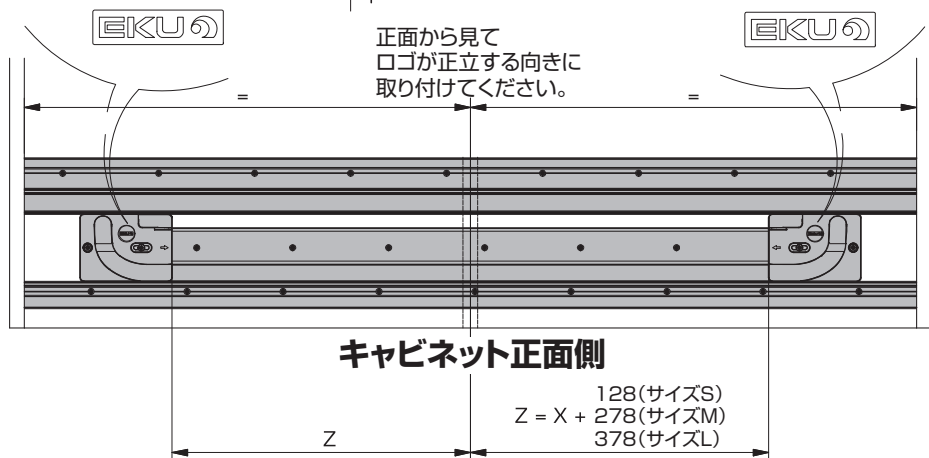 EKU
EKU
正面から見て
ロゴが正立する向きに
取り付けてください。
=
=
キャビネット正面側
128(サイズS)
Z = X + 278(サイズM)
378(サイズL)
Z